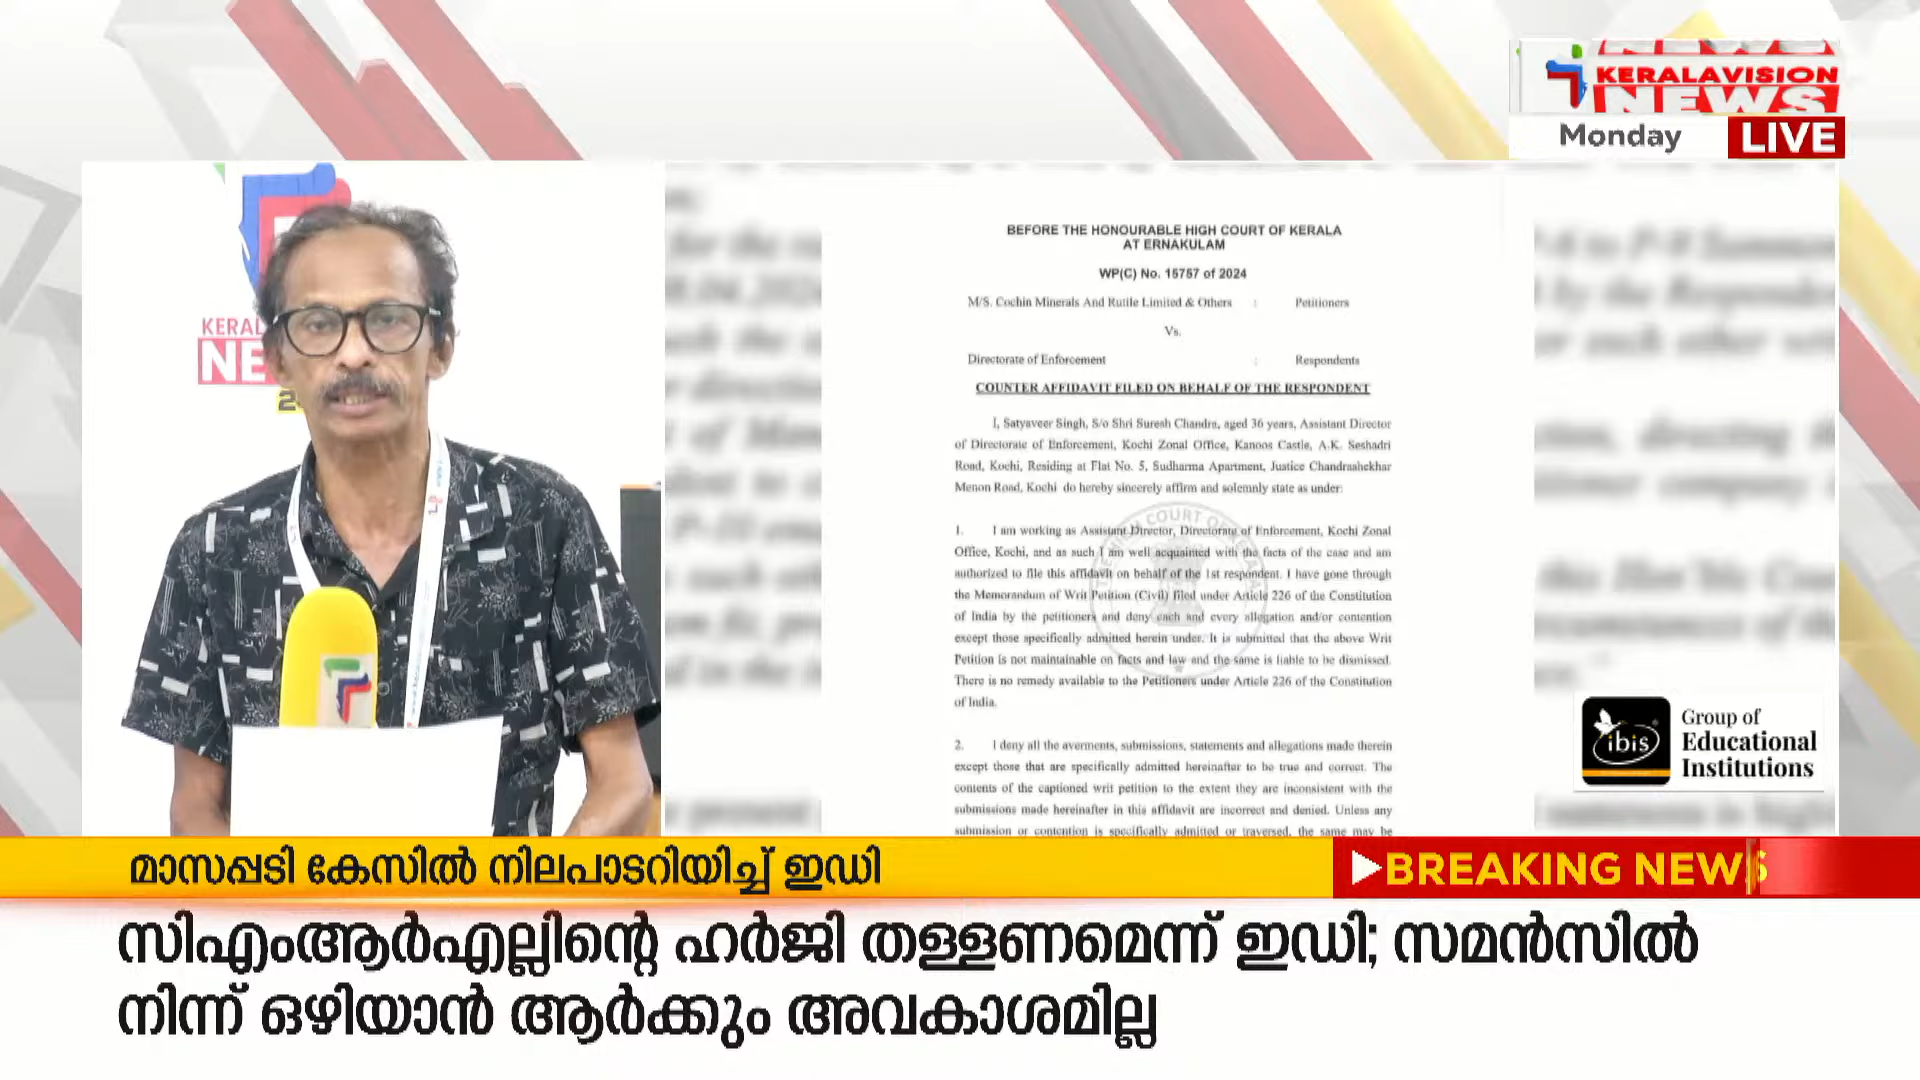 NEWS
KERALAVISION
NEWS
Monday
LIVE
KERAL
NE
BEFORE THE HONOURABLE HIGH COURT OF KERALA
AT ERNAKULAM
WP(C) No. 15757 of 2024
M/S. Cochin Minerals And Rutile Limited & Others : Petitioners
Vs.
Directorate of Enforcement : Respondents
COUNTER AFFIDAVIT FILED ON BEHALF OF THE RESPONDENT
I, Satyaveer Singh, S/o Shri Suresh Chandra, aged 36 years, Assistant Director
of Directorate of Enforcement, Kochi Zonal Office, Kanoos Castle, A.K. Seshadri
Road, Kochi, Residing at Flat No. 5, Sudharma Apartment, Justice Chandrashekhar
Menon Road, Kochi do hereby sincerely affirm and solemnly state as under:
1. I am working as Assistant Director, Directorate of Enforcement, Kochi Zonal
Office, Kochi, and as such I am well acquainted with the facts of the case and am
authorized to file this affidavit on behalf of the 1st respondent. I have gone through
the Memorandum of Writ Petition (Civil) filed under Article 226 of the Constitution
of India by the petitioners and deny each and every allegation and/or contention
except those specifically admitted herein under. It is submitted that the above Writ
Petition is not maintainable on facts and law and the same is liable to be dismissed.
There is no remedy available to the Petitioners under Article 226 of the Constitution
of India.
2. I deny all the averments, submissions, statements and allegations made therein
except those that are specifically admitted hereinafter to be true and correct. The
contents of the captioned writ petition to the extent they are inconsistent with the
submissions made hereinafter in this affidavit are incorrect and denied. Unless any
submission or contention is specifically admitted or traversed, the same may be
ibis
Group of
Educational
Institutions
മാസപ്പടി കേസിൽ നിലപാടറിയിച്ച് ഇഡി
BREAKING NEWS
സിഎംആർഎല്ലിന്റെ ഹർജി തള്ളണമെന്ന് ഇഡി; സമൻസിൽ
നിന്ന് ഒഴിയാൻ ആർക്കും അവകാശമില്ല